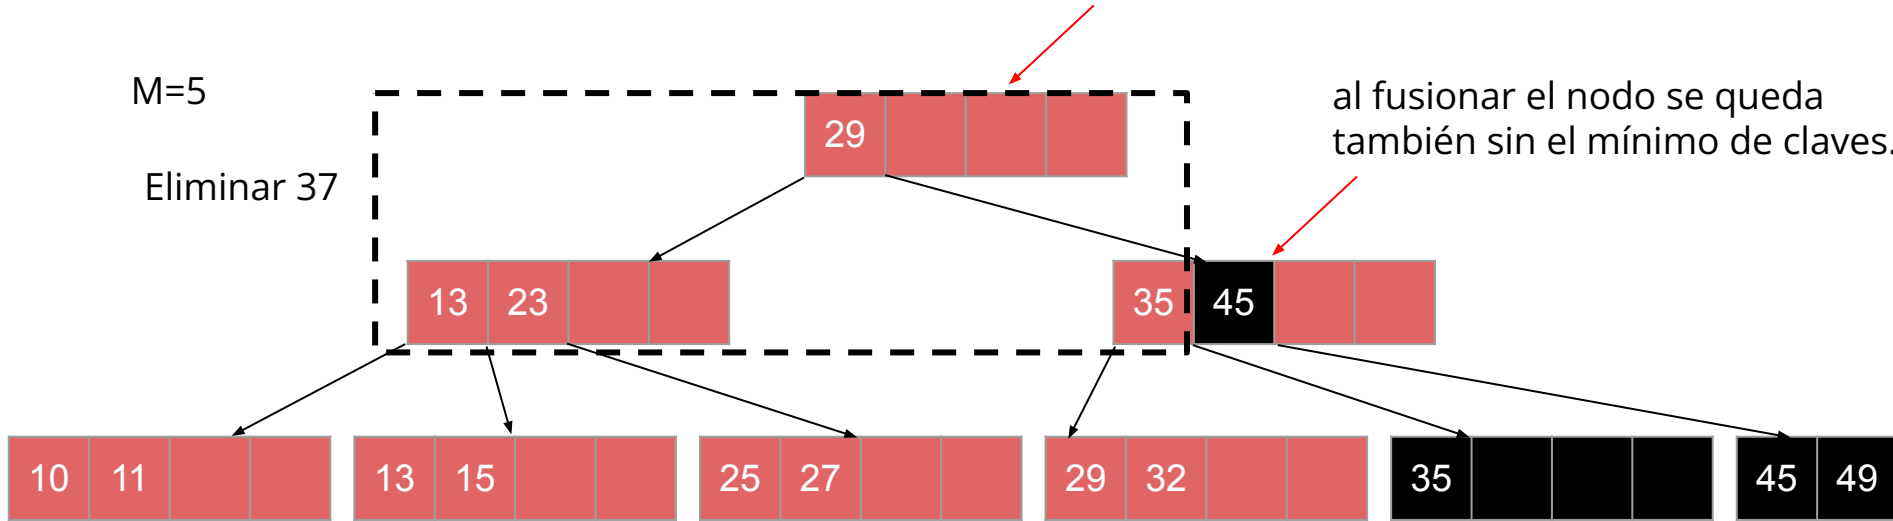 M=5
al fusionar el nodo se queda
también sin el mínimo de claves.
29
Eliminar 37
13 23
35 45
10 11
13 15
25 27
29 32
35
45 49